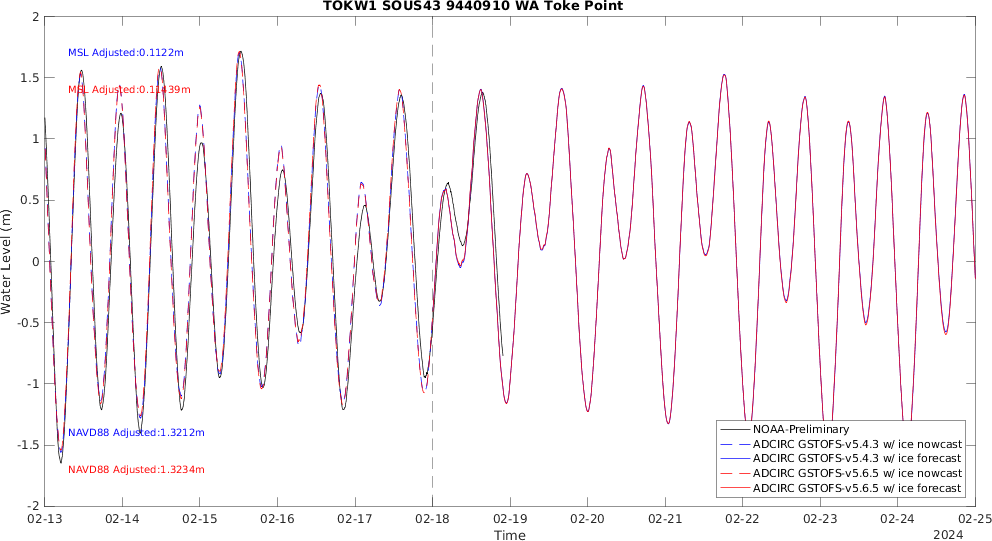 TOKW1 SOUS43 9440910 WA Toke Point
2
1.5
1
0.5
0
-0.5
-1
-1.5
-2
Water Level (m)
MSL Adjusted:0.1122m
MSL Adjusted:0.11439m
NAVD88 Adjusted:1.3212m
NAVD88 Adjusted:1.3234m
NOAA-Preliminary
ADCIRC GSTOFS-v5.4.3 w/ ice nowcast
ADCIRC GSTOFS-v5.4.3 w/ ice forecast
ADCIRC GSTOFS-v5.6.5 w/ ice nowcast
ADCIRC GSTOFS-v5.6.5 w/ ice forecast
02-13 02-14 02-15 02-16 02-17 02-18 02-19 02-20 02-21 02-22 02-23 02-24 02-25
Time
2024